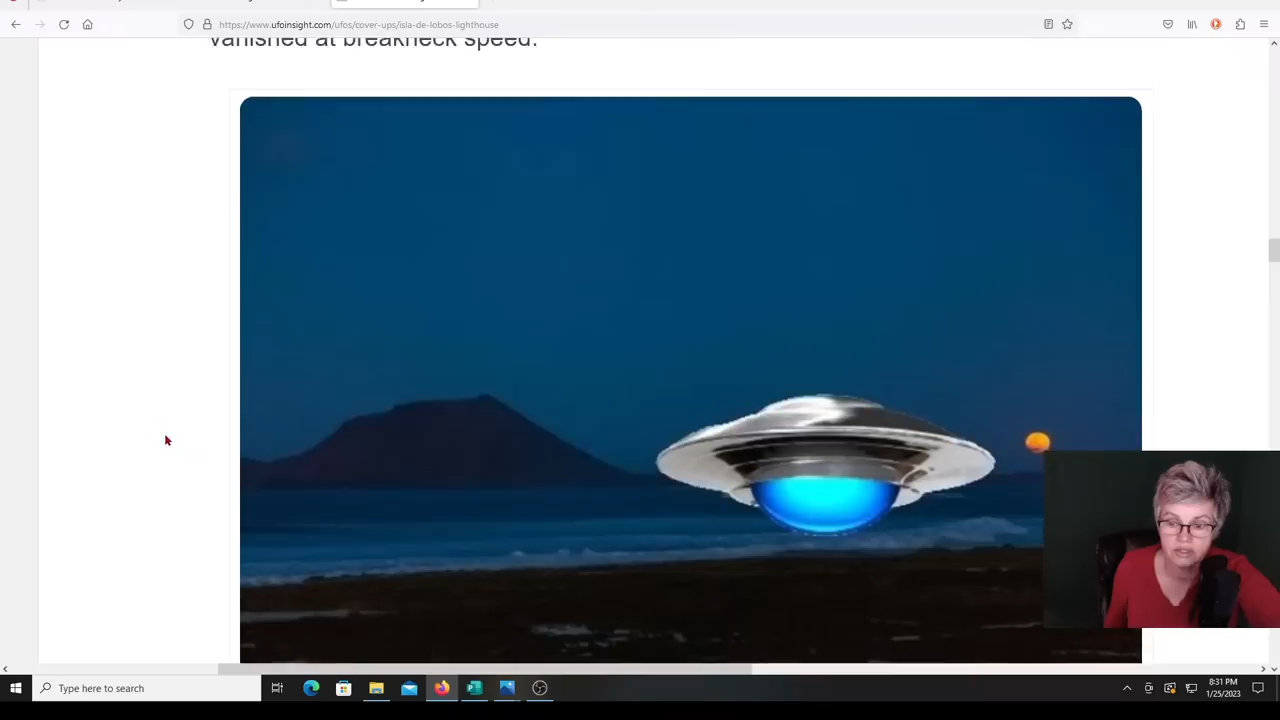 https://www.ufoinsight.com/ufos/cover-ups/isla-de-lobos-lighthouse
vanished at breakneck speed.
Type here to search
8:31 PM
1/25/2023